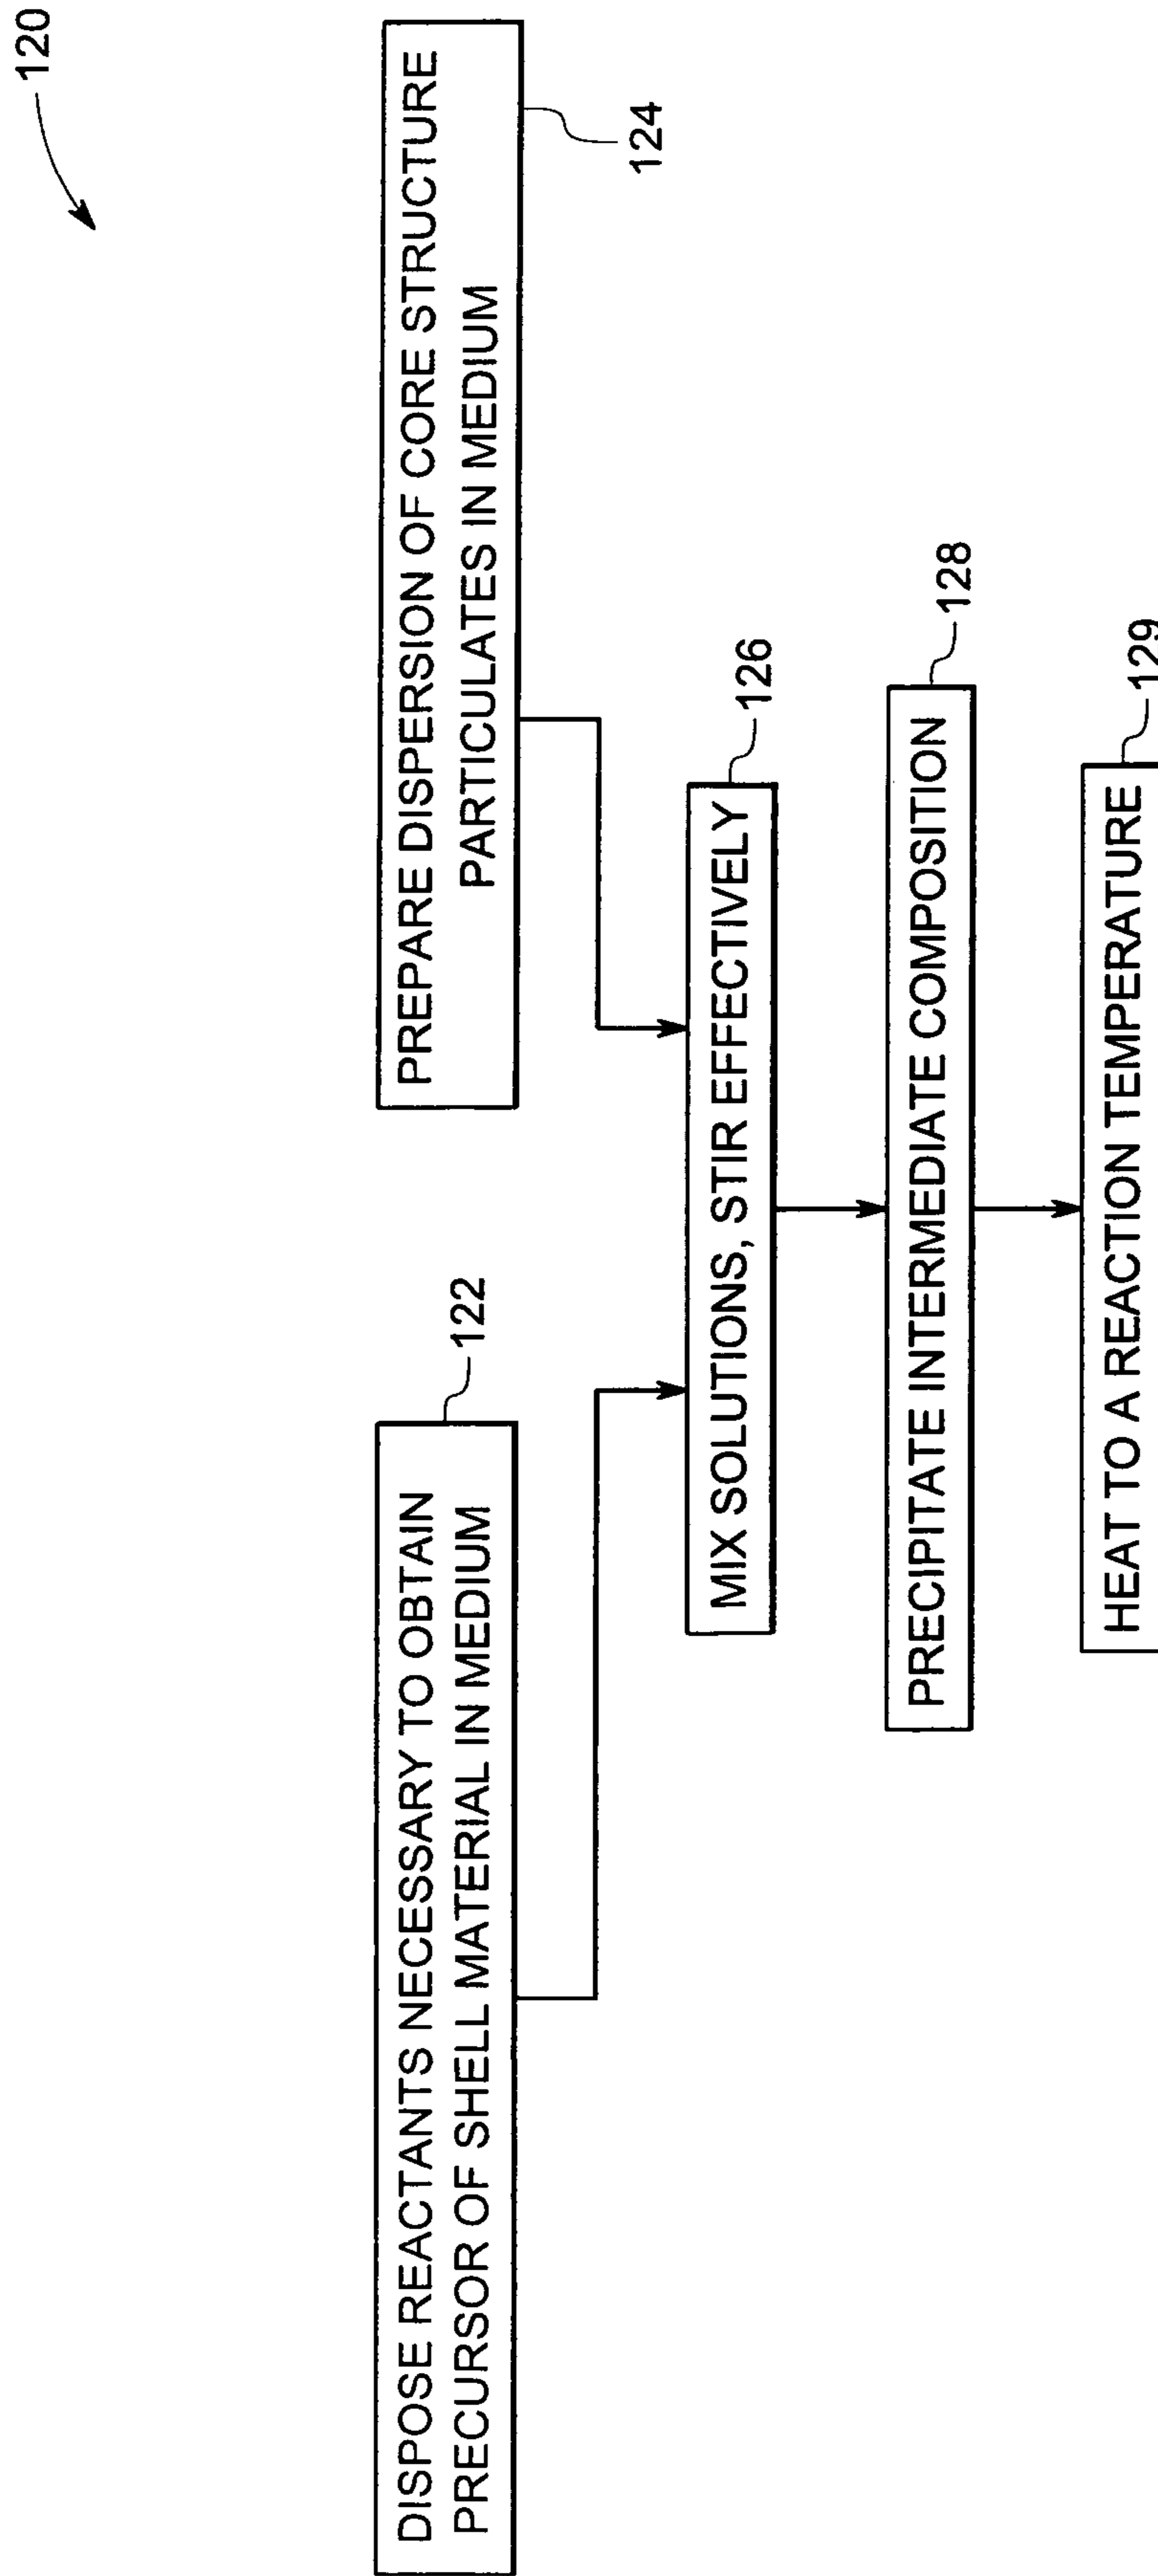 120
DISPOSE REACTANTS NECESSARY TO OBTAIN
PRECURSOR OF SHELL MATERIAL IN MEDIUM
122
PREPARE DISPERSION OF CORE STRUCTURE
PARTICULATES IN MEDIUM
124
MIX SOLUTIONS, STIR EFFECTIVELY
126
PRECIPITATE INTERMEDIATE COMPOSITION
128
HEAT TO A REACTION TEMPERATURE
129